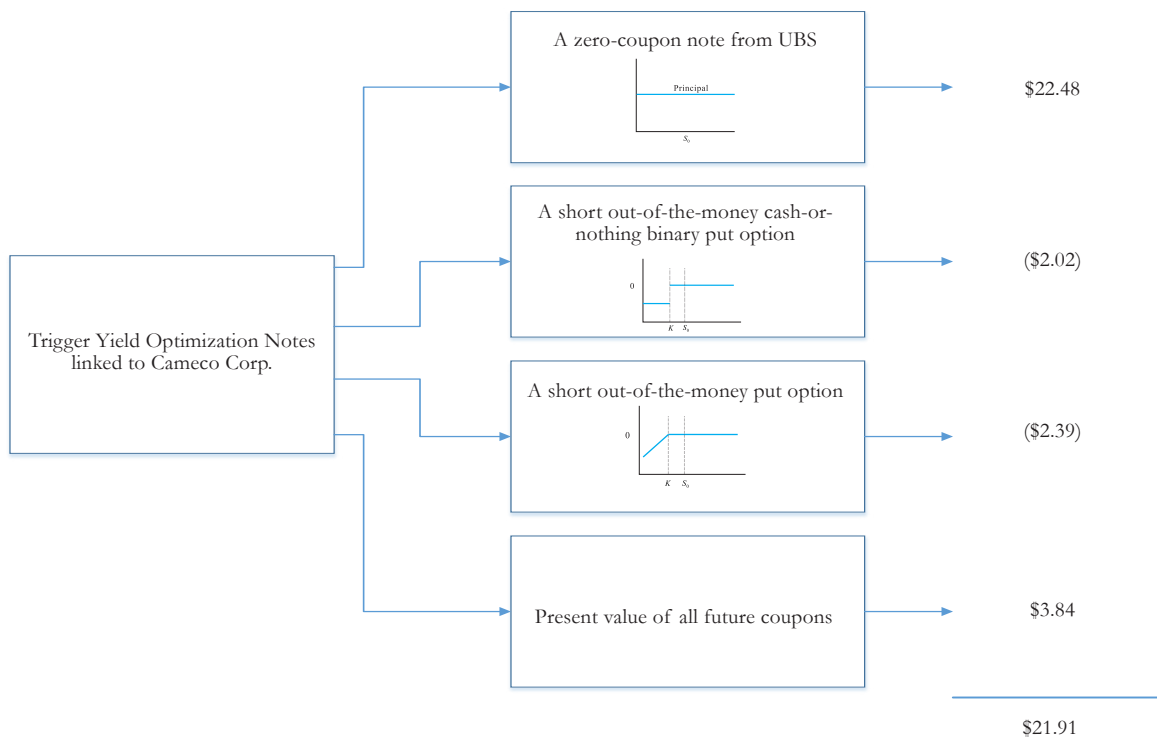 A zero-coupon note from UBS
Principal
S₀
$22.48
A short out-of-the-money cash-or-
nothing binary put option
0
K S₀
($2.02)
Trigger Yield Optimization Notes
linked to Cameco Corp.
A short out-of-the-money put option
0
K S₀
($2.39)
Present value of all future coupons
$3.84
$21.91